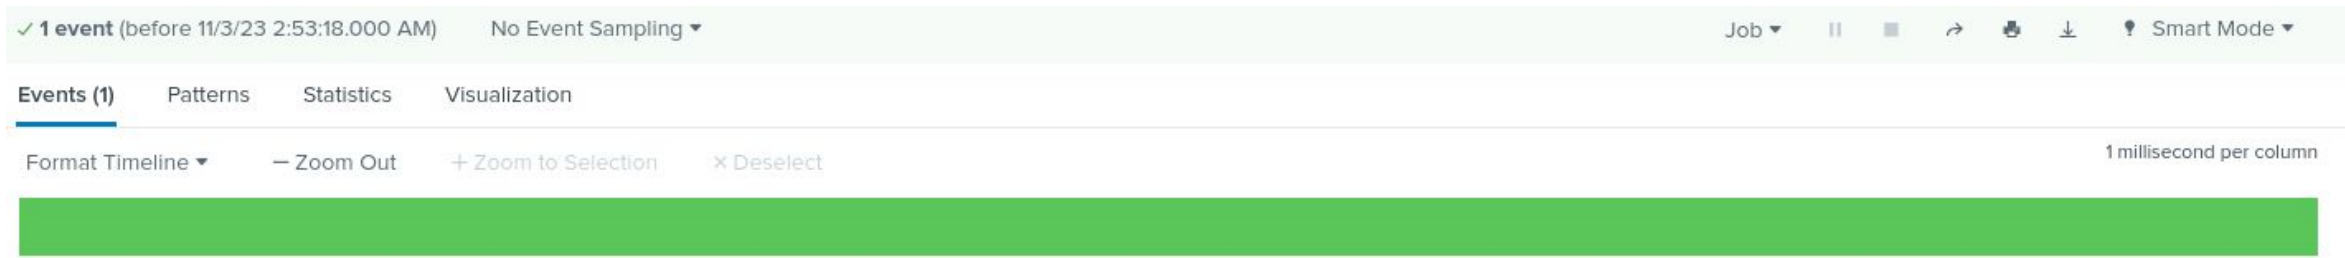 ✓ 1 event (before 11/3/23 2:53:18.000 AM) No Event Sampling Job Smart Mode
Events (1) Patterns Statistics Visualization
Format Timeline — Zoom Out + Zoom to Selection × Deselect 1 millisecond per column